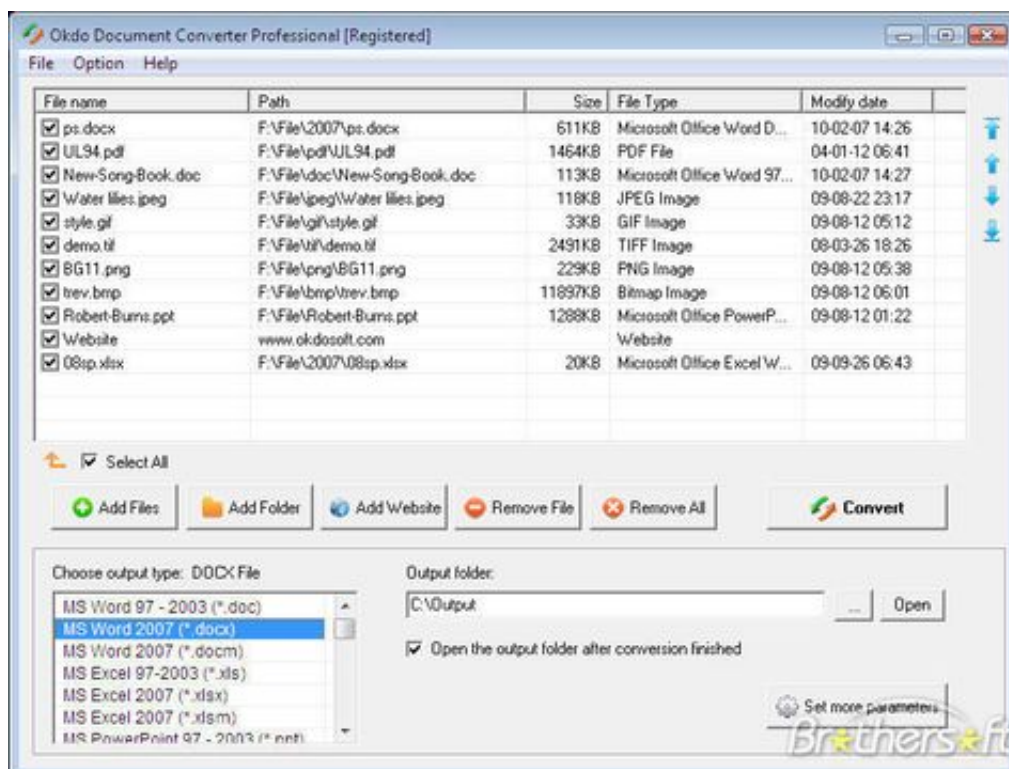 Okdo Document Converter Professional [Registered]
File Option Help
File name Path Size File Type Modify date
ps.docx F:\File\2007\ps.docx 611KB Microsoft Office Word D... 10-02-07 14:26
UL94.pdf F:\File\pdf\UL94.pdf 1464KB PDF File 04-01-12 06:41
New-Song-Book.doc F:\File\doc\New-Song-Book.doc 113KB Microsoft Office Word 97... 10-02-07 14:27
Water lilies.jpeg F:\File\jpeg\Water lilies.jpeg 118KB JPEG Image 09-08-22 23:17
style.gif F:\File\gif\style.gif 33KB GIF Image 09-08-12 05:12
demo.tif F:\File\tif\demo.tif 2491KB TIFF Image 08-03-26 18:26
BG11.png F:\File\png\BG11.png 229KB PNG Image 09-08-12 05:38
trev.bmp F:\File\bmp\trev.bmp 11897KB Bitmap Image 09-08-12 06:01
Robert-Burns.ppt F:\File\Robert-Burns.ppt 1288KB Microsoft Office PowerP... 09-08-12 01:22
Website www.okdosoft.com Website
08sp.xlsx F:\File\2007\08sp.xlsx 20KB Microsoft Office Excel W... 09-09-26 06:43
Select All
Add Files Add Folder Add Website Remove File Remove All Convert
Choose output type: DOCX File
MS Word 97 - 2003 (*.doc)
MS Word 2007 (*.docx)
MS Word 2007 (*.docm)
MS Excel 97-2003 (*.xls)
MS Excel 2007 (*.xlsx)
MS Excel 2007 (*.xlsm)
MS PowerPoint 97 - 2003 (*.ppt)
Output folder:
C:\Output ... Open
Open the output folder after conversion finished
Set more parameters
Brothersoft